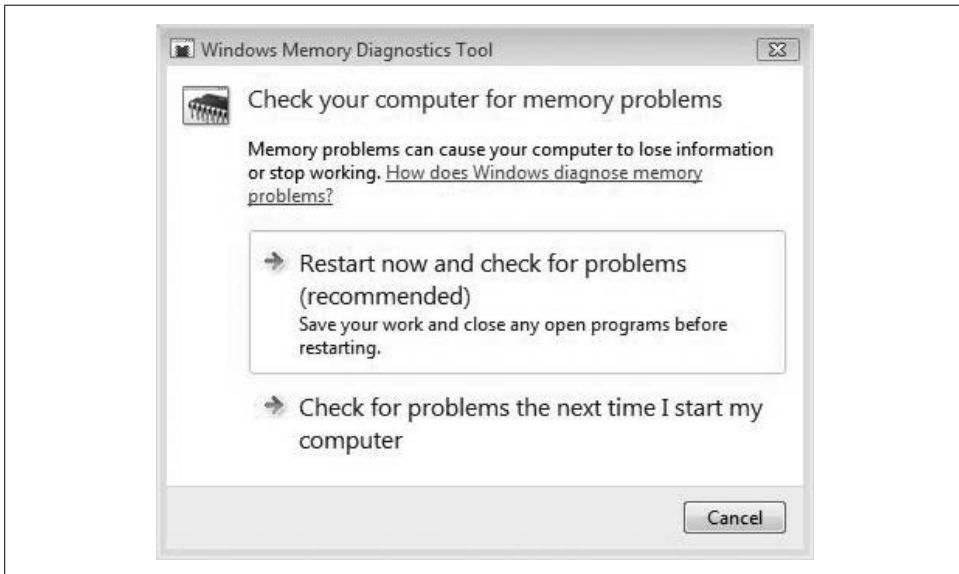 Windows Memory Diagnostics Tool
Check your computer for memory problems
Memory problems can cause your computer to lose information
or stop working. How does Windows diagnose memory
problems?
Restart now and check for problems
(recommended)
Save your work and close any open programs before
restarting.
Check for problems the next time I start my
computer
Cancel